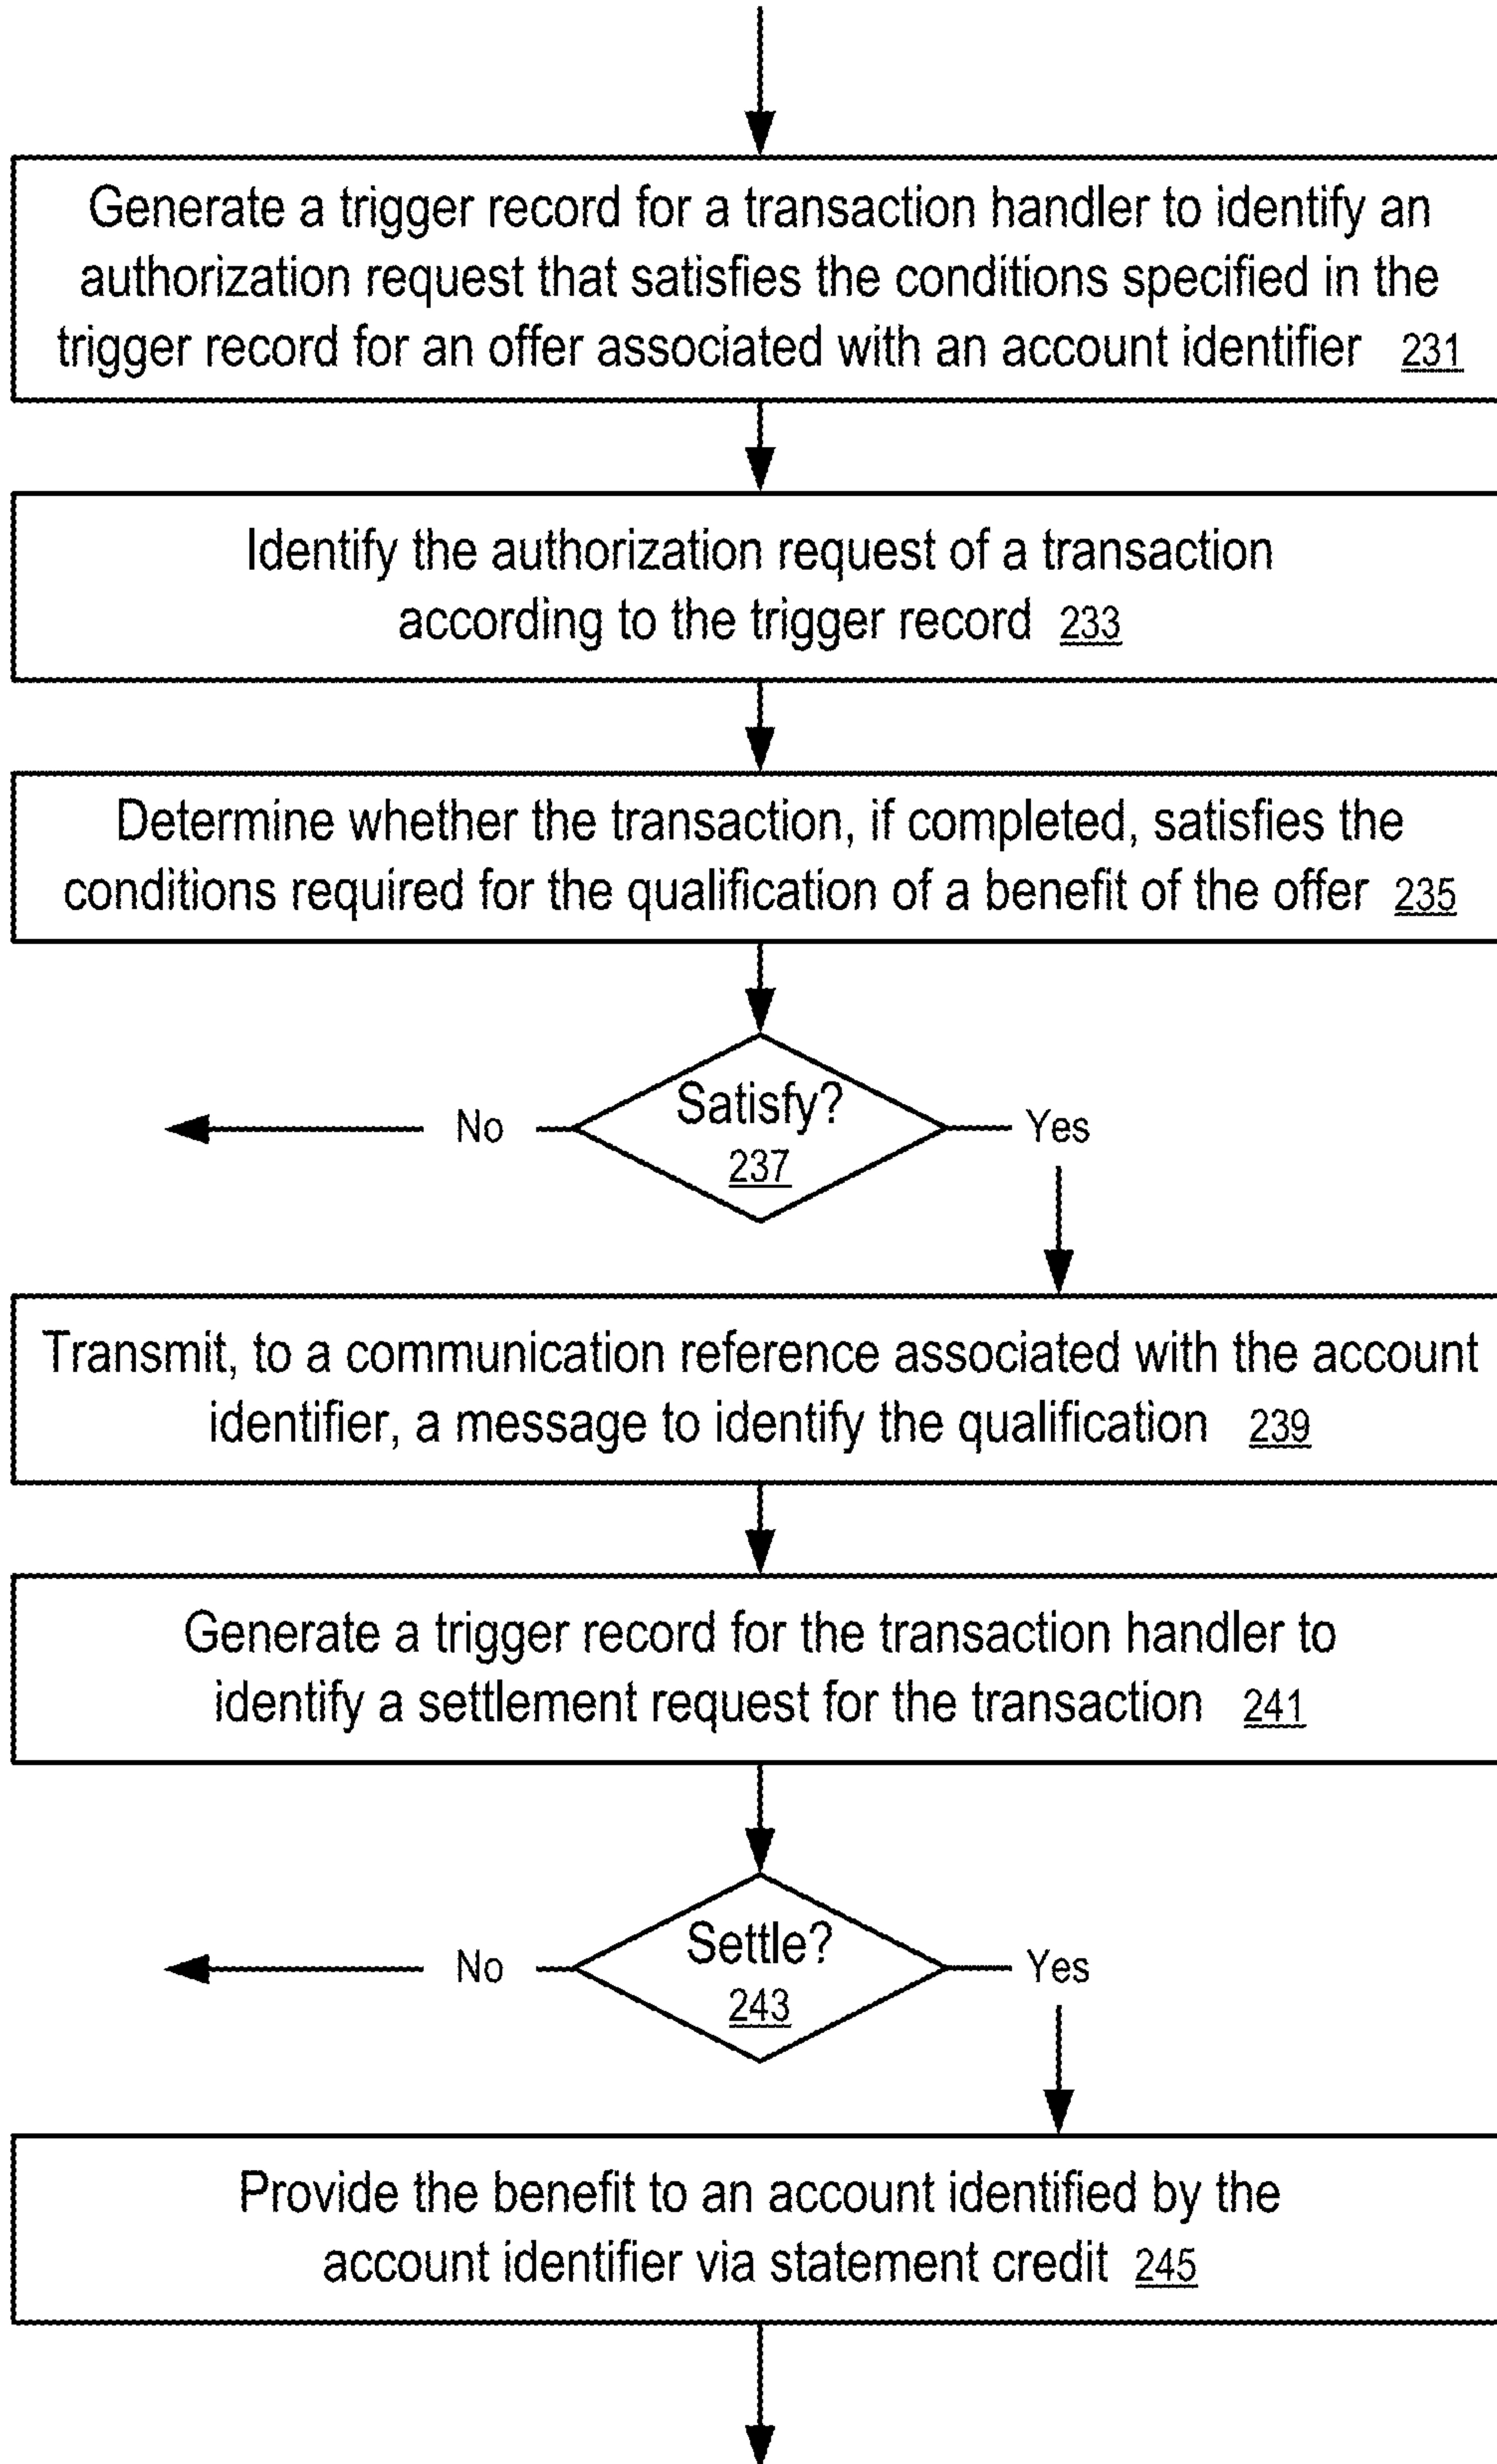 Generate a trigger record for a transaction handler to identify an
authorization request that satisfies the conditions specified in the
trigger record for an offer associated with an account identifier 231
Identify the authorization request of a transaction
according to the trigger record 233
Determine whether the transaction, if completed, satisfies the
conditions required for the qualification of a benefit of the offer 235
Satisfy?
No
Yes
237
Transmit, to a communication reference associated with the account
identifier, a message to identify the qualification 239
Generate a trigger record for the transaction handler to
identify a settlement request for the transaction 241
Settle?
No
Yes
243
Provide the benefit to an account identified by the
account identifier via statement credit 245